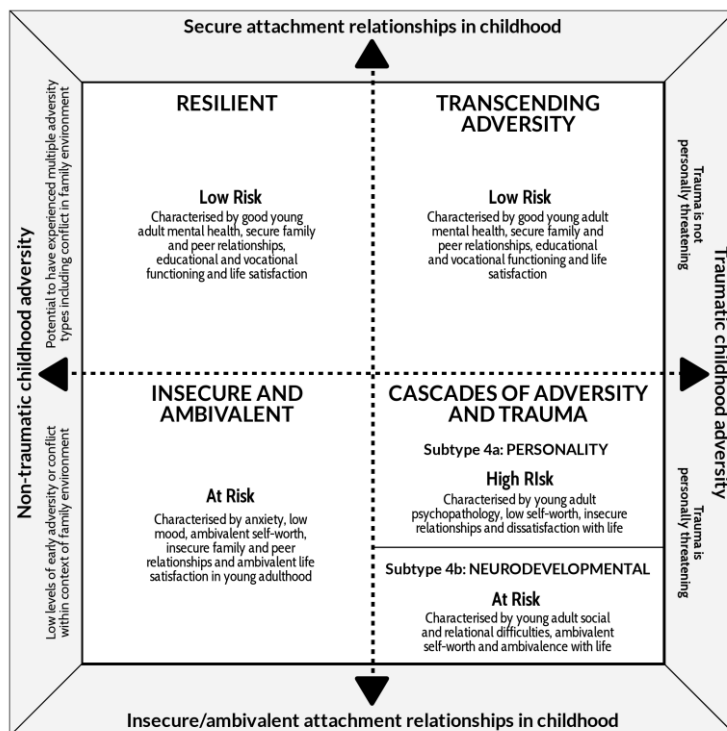 Secure attachment relationships in childhood
Non-traumatic childhood adversity
Potential to have experienced multiple adversity
types including conflict in family environment
RESILIENT
Low Risk
Characterised by good young
adult mental health, secure family
and peer relationships,
educational and vocational
functioning and life satisfaction
TRANSCENDING
ADVERSITY
Low Risk
Characterised by good young adult
mental health, secure family and
peer relationships, educational
and vocational functioning and life
satisfaction
Trauma is not
personally threatening
Traumatic childhood adversity
Low levels of early adversity or conflict
within context of family environment
INSECURE AND
AMBIVALENT
At Risk
Characterised by anxiety, low
mood, ambivalent self-worth,
insecure family and peer
relationships and ambivalent life
satisfaction in young adulthood
CASCADES OF ADVERSITY
AND TRAUMA
Subtype 4a: PERSONALITY
High RIsk
Characterised by young adult
psychopathology, low self-worth, insecure
relationships and dissatisfaction with life
Subtype 4b: NEURODEVELOPMENTAL
At Risk
Characterised by young adult social
and relational difficulties, ambivalent
self-worth and ambivalence with life
Trauma is
personally threatening
Insecure/ambivalent attachment relationships in childhood